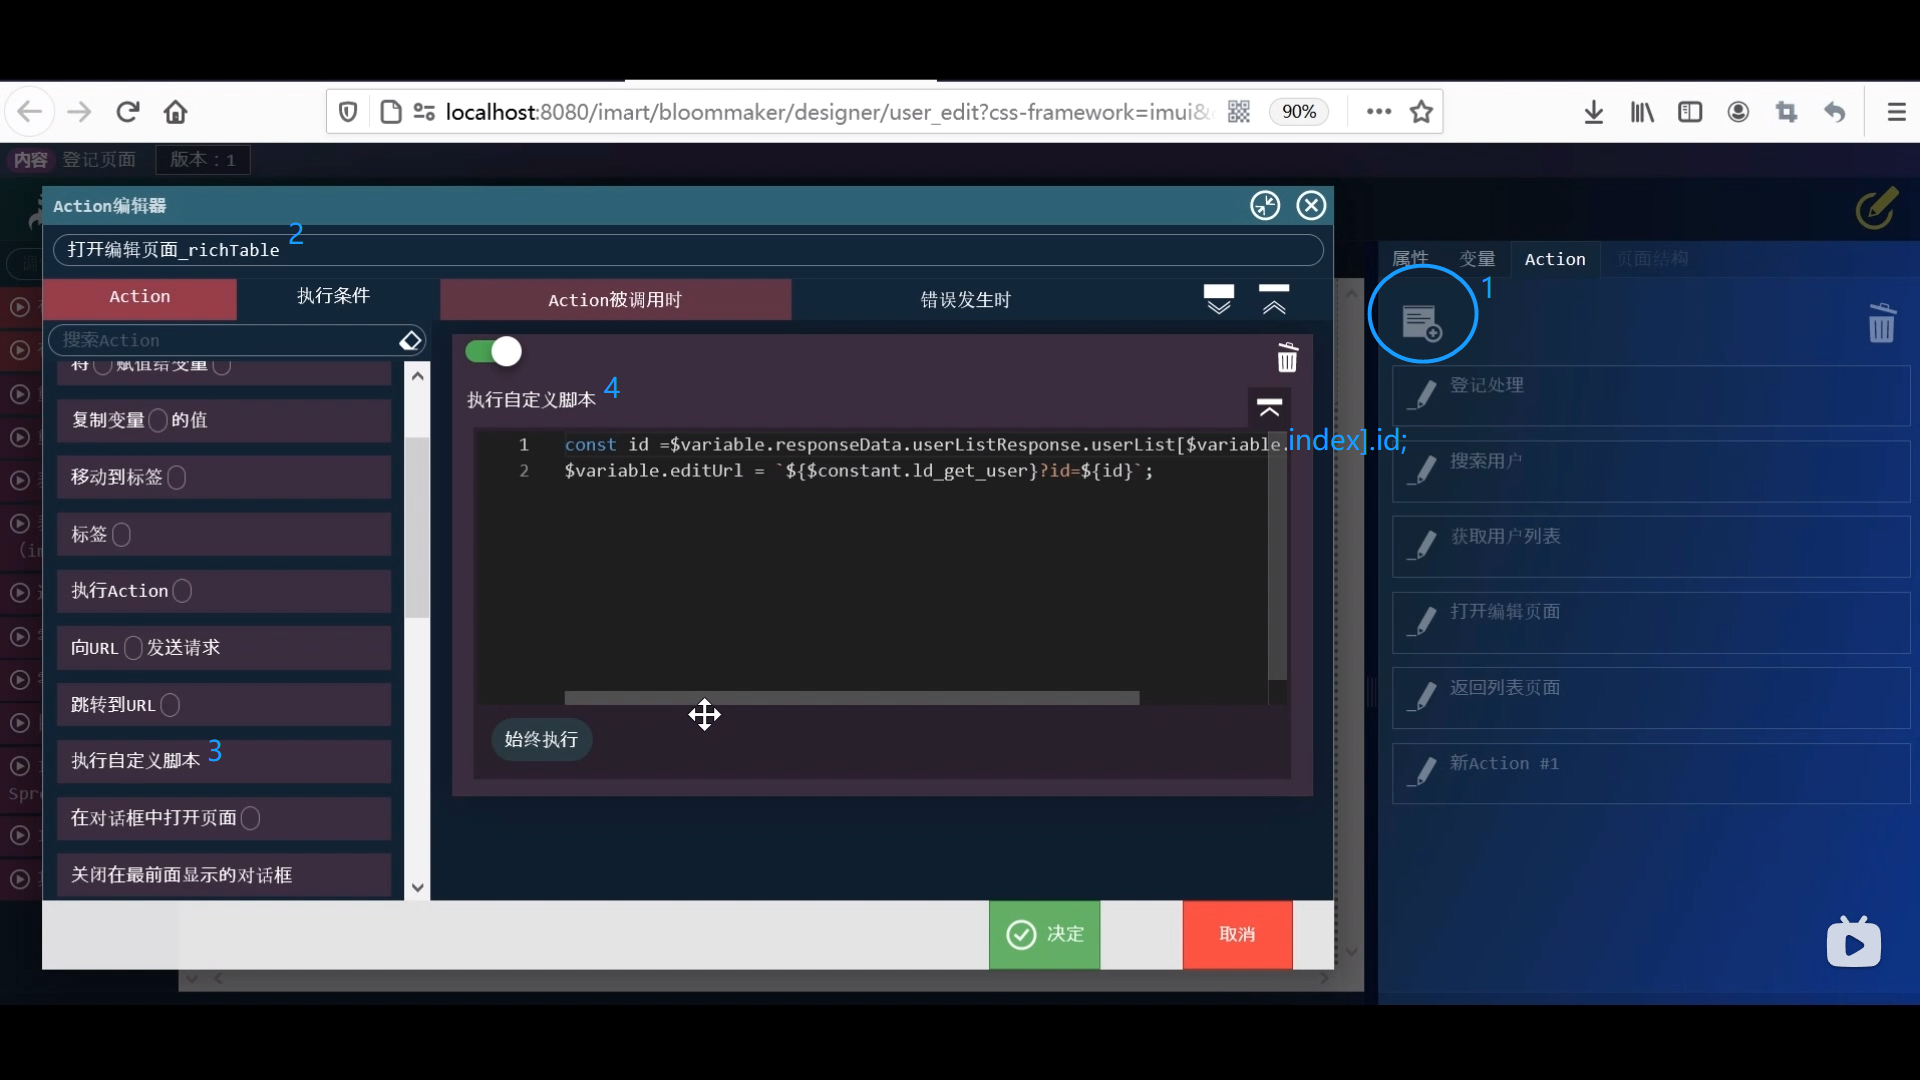 localhost:8080/imart/bloommaker/designer/user_edit?css-framework=imui&
90%
内容 登记页面 版本：1
Action编辑器
打开编辑页面_richTable 2
属性 变量 Action 页面结构
1
Action 执行条件 Action被调用时 错误发生时
搜索Action
将 赋值给变量
复制变量 的值
移动到标签
标签
执行Action
向URL 发送请求
跳转到URL
执行自定义脚本 3
在对话框中打开页面
关闭在最前面显示的对话框
执行自定义脚本 4
1 const id =$variable.responseData.userListResponse.userList[$variable.index].id;
2 $variable.editUrl = `${$constant.ld_get_user}?id=${id}`;
始终执行
决定 取消
登记处理
搜索用户
获取用户列表
打开编辑页面
返回列表页面
新Action #1